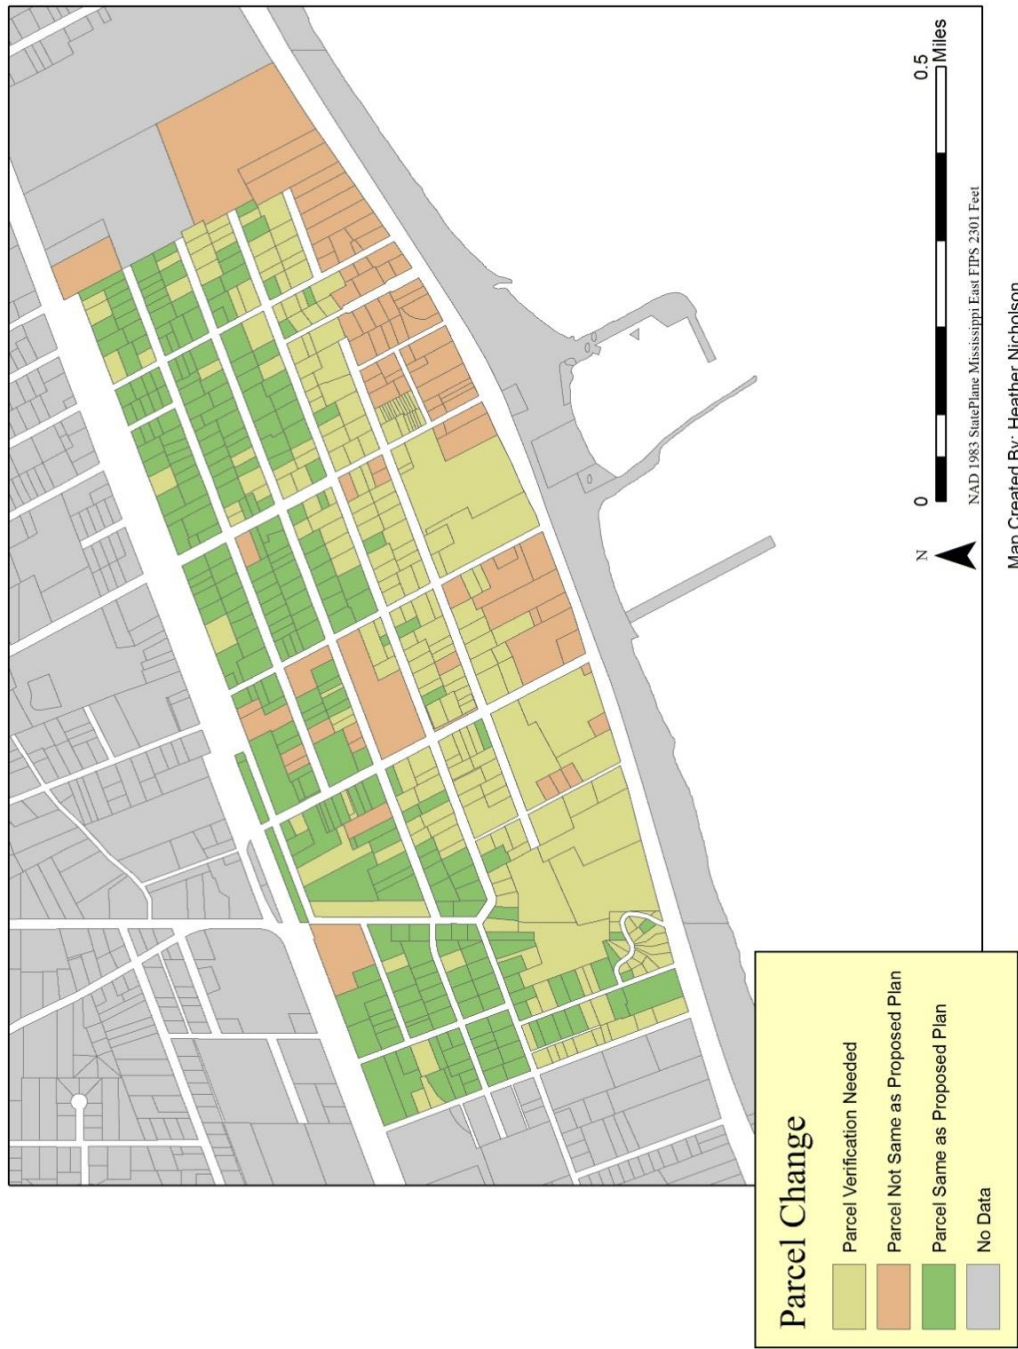 Parcel Change
Parcel Verification Needed
Parcel Not Same as Proposed Plan
Parcel Same as Proposed Plan
No Data
N
0
0.5
Miles
NAD 1983 StatePlane Mississippi East FIPS 2301 Feet
Map Created By: Heather Nicholson